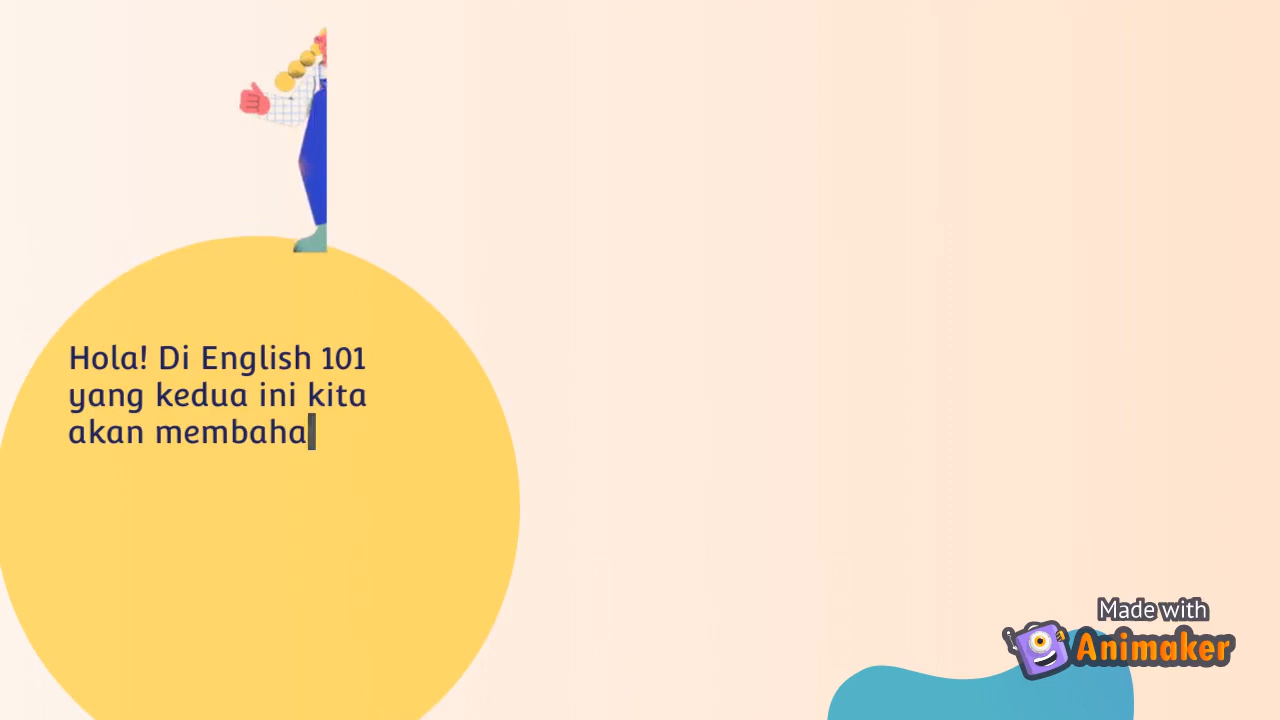 Hola! Di English 101
yang kedua ini kita
akan membaha
Made with
Animaker